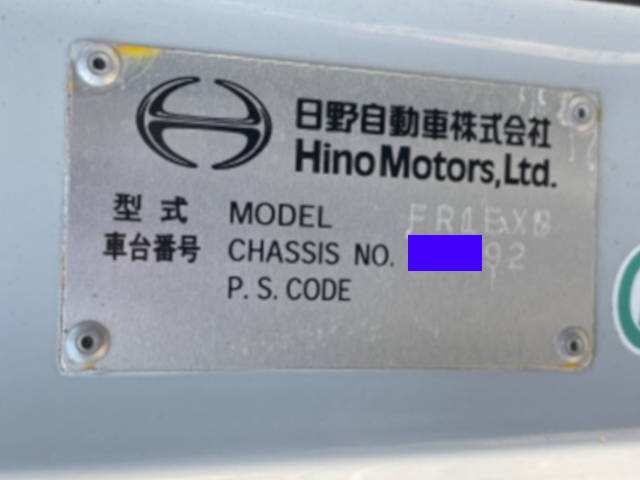 日野自動車株式会社
Hino Motors, Ltd.
型式 MODEL FR1EXB
車台番号 CHASSIS NO. 92
P. S. CODE